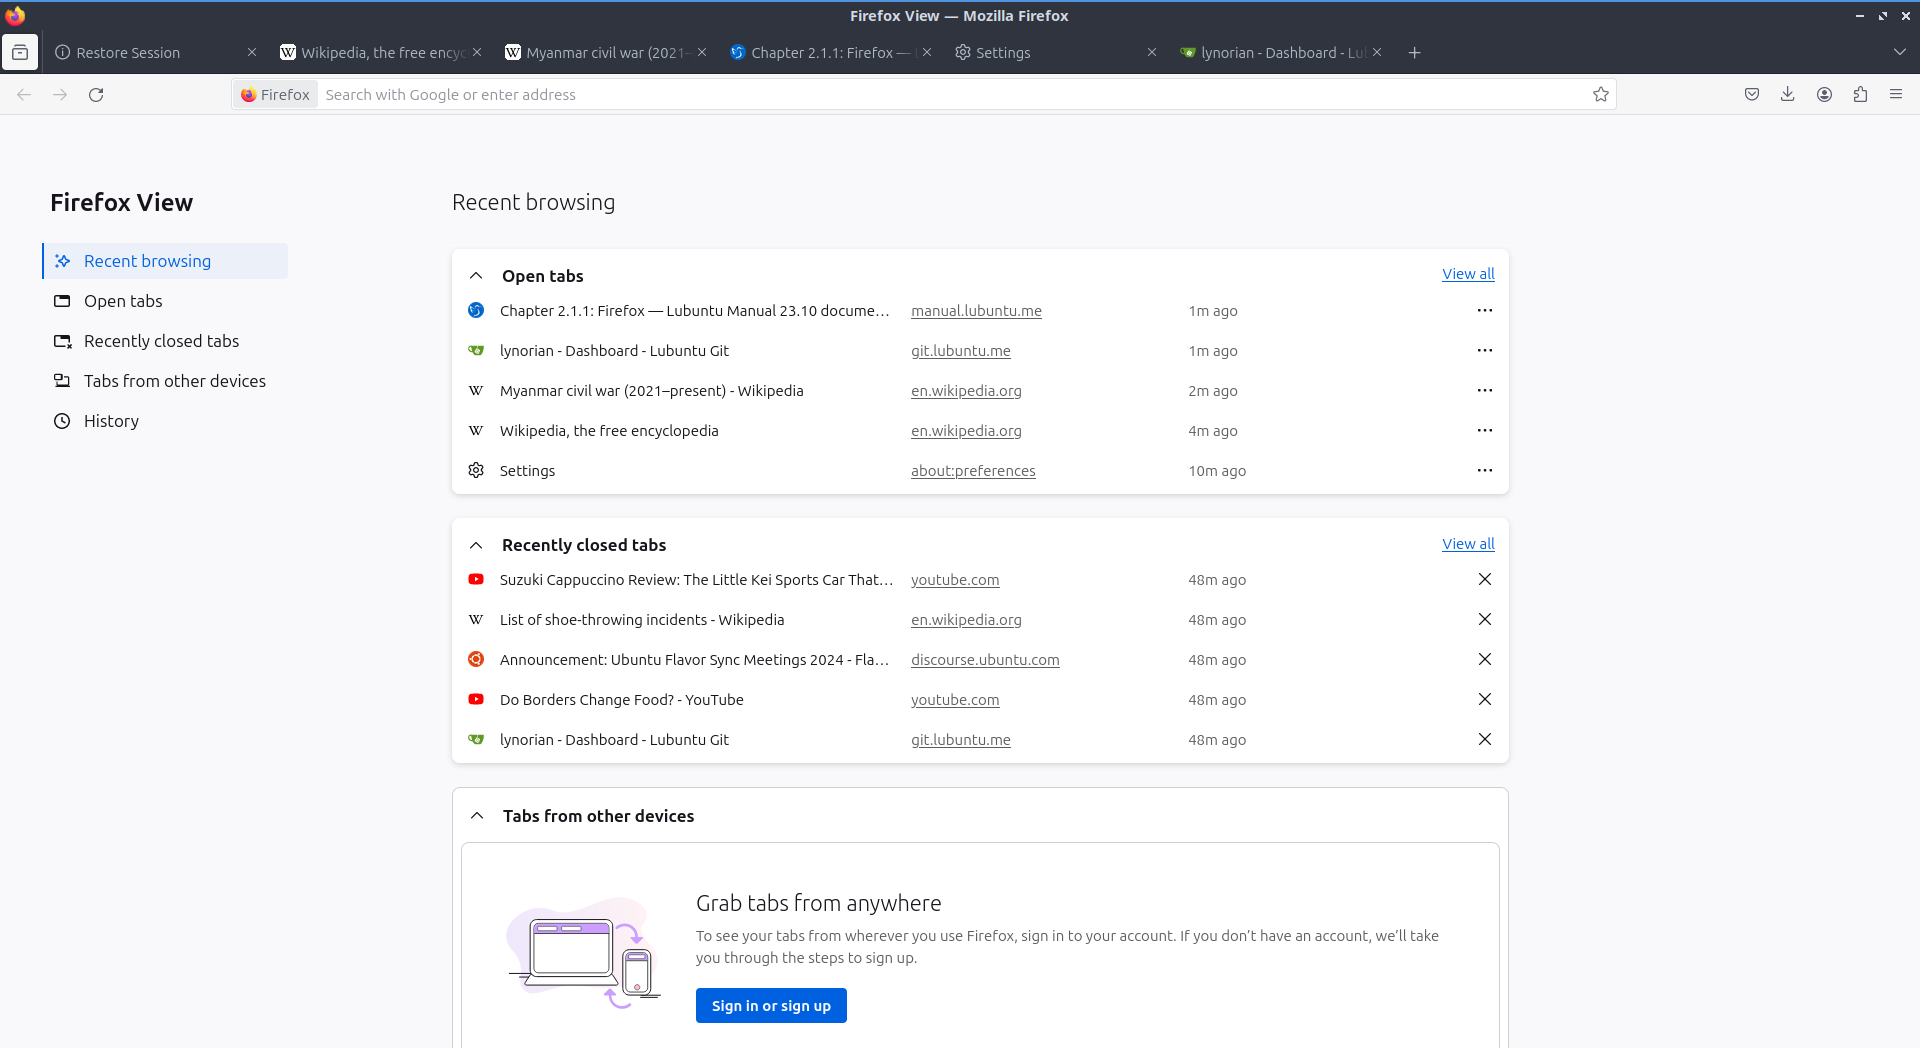 Firefox View — Mozilla Firefox
Restore Session
Wikipedia, the free encyc
Myanmar civil war (2021–
Chapter 2.1.1: Firefox —
Settings
lynorian - Dashboard - Lub
Firefox
Search with Google or enter address
Firefox View
Recent browsing
Open tabs
Recently closed tabs
Tabs from other devices
History
Recent browsing
Open tabs
View all
Chapter 2.1.1: Firefox — Lubuntu Manual 23.10 docume… manual.lubuntu.me 1m ago
lynorian - Dashboard - Lubuntu Git git.lubuntu.me 1m ago
Myanmar civil war (2021–present) - Wikipedia en.wikipedia.org 2m ago
Wikipedia, the free encyclopedia en.wikipedia.org 4m ago
Settings about:preferences 10m ago
Recently closed tabs
View all
Suzuki Cappuccino Review: The Little Kei Sports Car That… youtube.com 48m ago
List of shoe-throwing incidents - Wikipedia en.wikipedia.org 48m ago
Announcement: Ubuntu Flavor Sync Meetings 2024 - Fla… discourse.ubuntu.com 48m ago
Do Borders Change Food? - YouTube youtube.com 48m ago
lynorian - Dashboard - Lubuntu Git git.lubuntu.me 48m ago
Tabs from other devices
Grab tabs from anywhere
To see your tabs from wherever you use Firefox, sign in to your account. If you don’t have an account, we’ll take
you through the steps to sign up.
Sign in or sign up